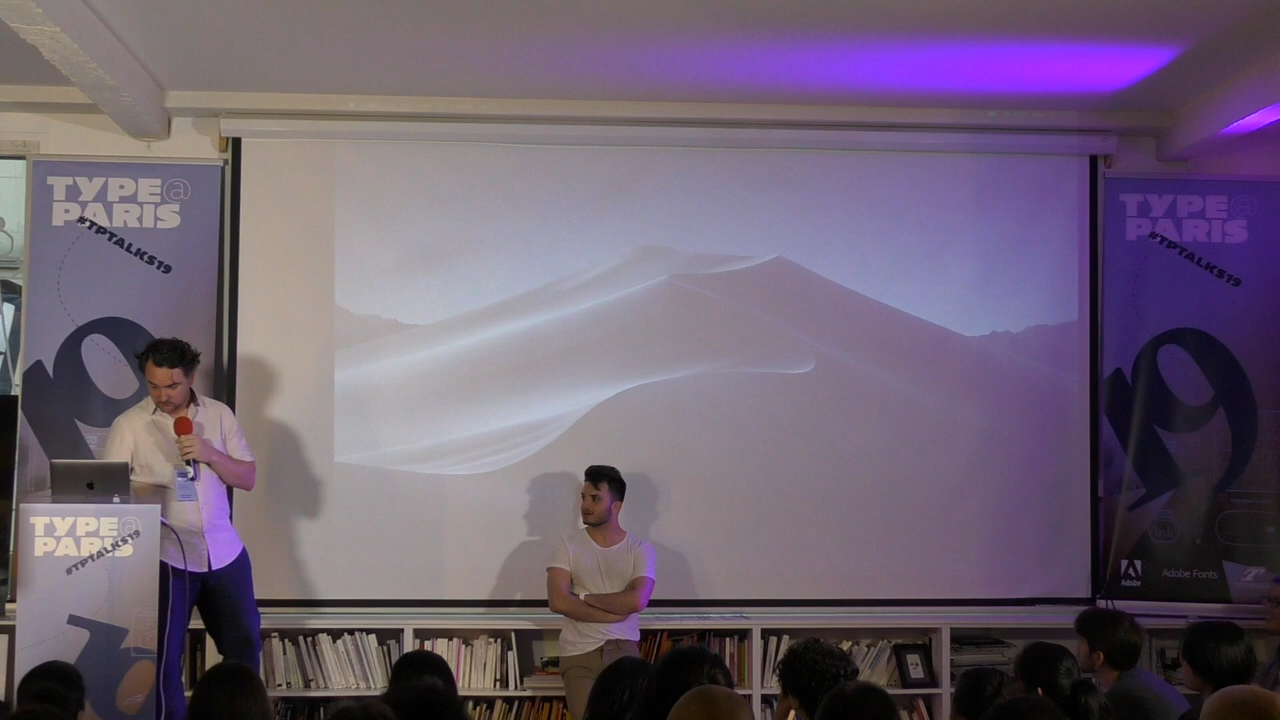 TYPE@
PARIS
#TPTALKS19
TYPE@
PARIS
#TPTALKS19
Adobe
Adobe Fonts
TYPE@
PARIS
#TPTALKS19